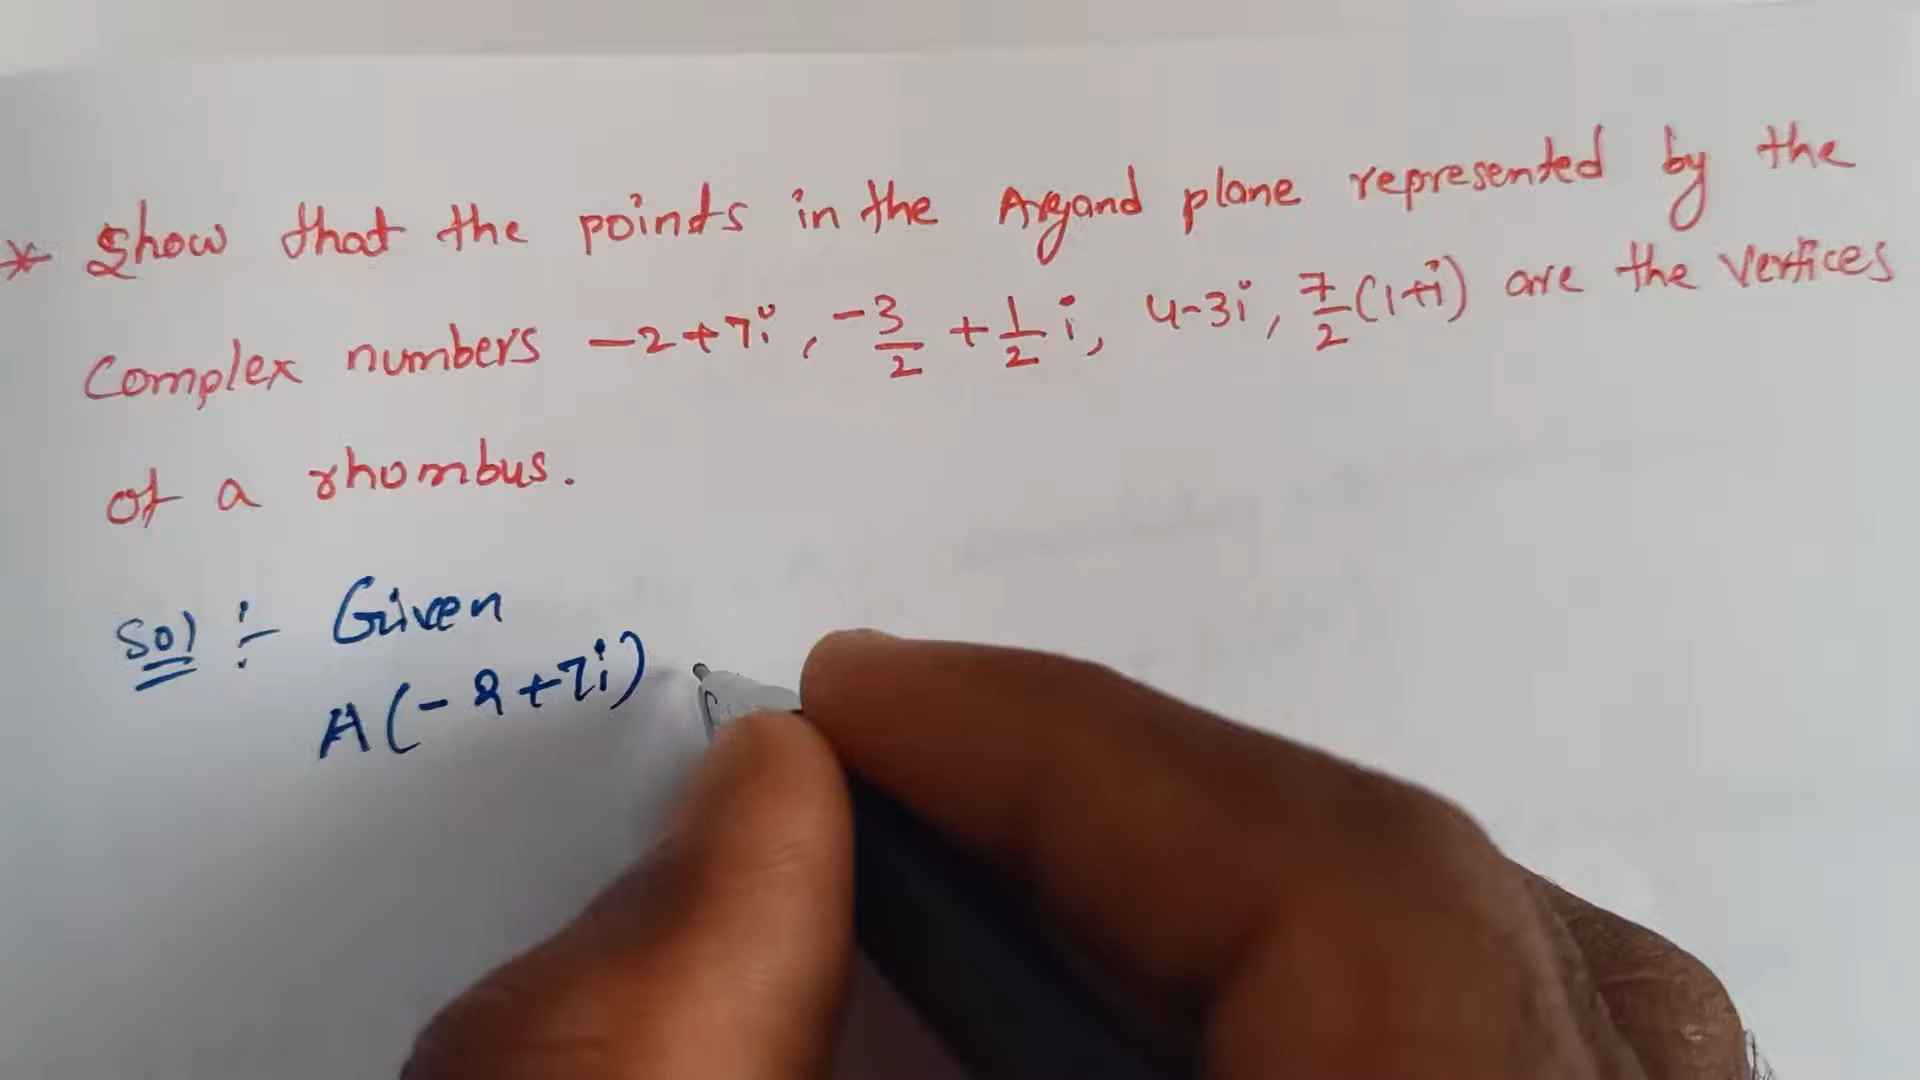 * Show that the points in the Argand plane represented by the
Complex numbers -2+7i, -3/2 + 1/2 i, 4-3i, 7/2 (1+i) are the vertices
of a rhombus.
Sol :- Given
A(-2+7i)